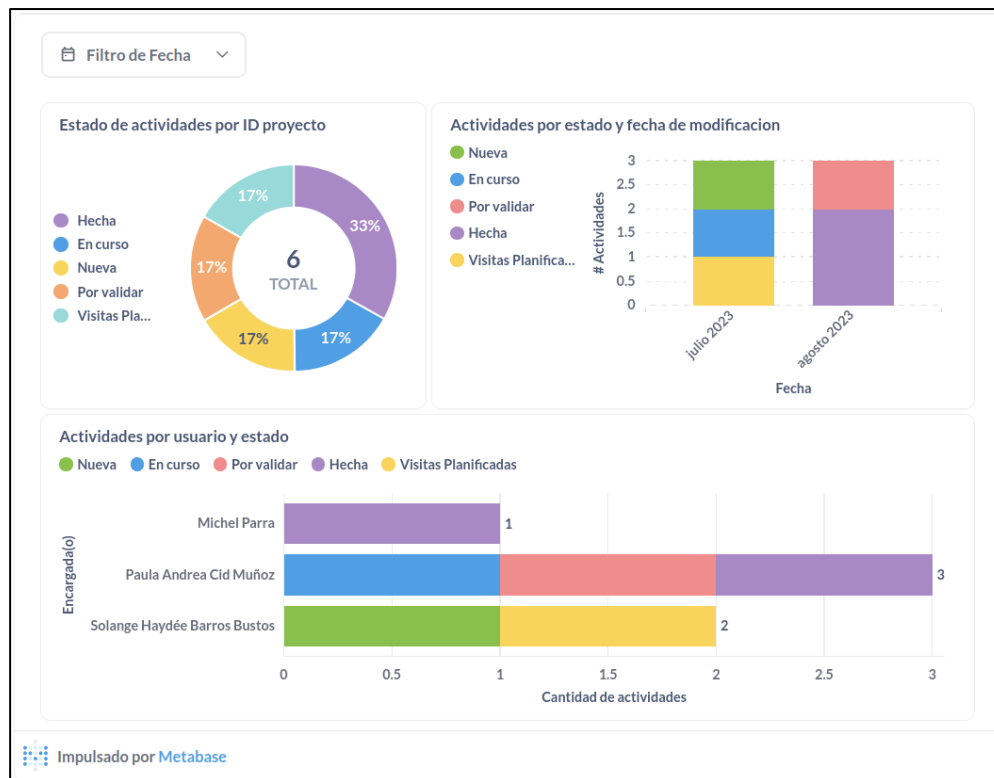 Filtro de Fecha
Estado de actividades por ID proyecto
Hecha
En curso
Nueva
Por validar
Visitas Pla...
17%
33%
17%
17%
17%
6
TOTAL
Actividades por estado y fecha de modificacion
Nueva
En curso
Por validar
Hecha
Visitas Planifica...
# Actividades
3
2.5
2
1.5
1
0.5
0
julio 2023
agosto 2023
Fecha
Actividades por usuario y estado
Nueva En curso Por validar Hecha Visitas Planificadas
Encargada(o)
Michel Parra
1
Paula Andrea Cid Muñoz
3
Solange Haydée Barros Bustos
2
0 0.5 1 1.5 2 2.5 3
Cantidad de actividades
Impulsado por Metabase